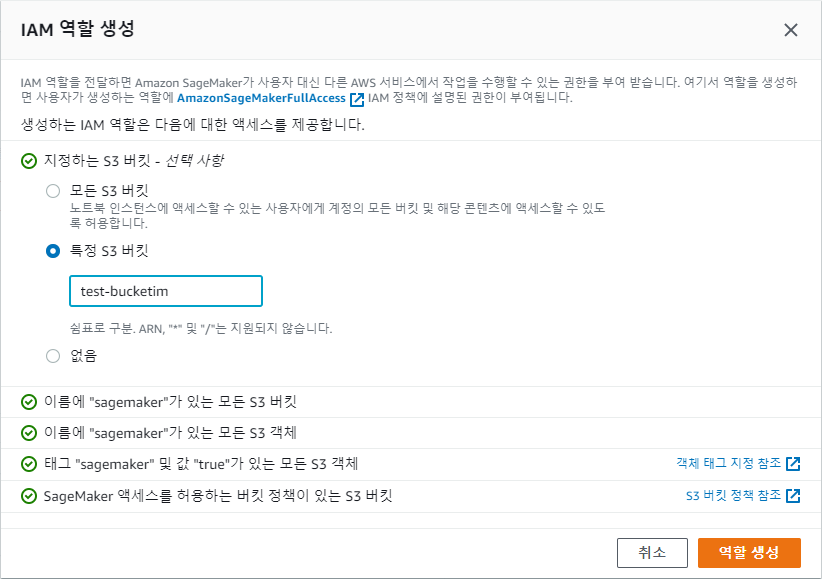 IAM 역할 생성
IAM 역할을 전달하면 Amazon SageMaker가 사용자 대신 다른 AWS 서비스에서 작업을 수행할 수 있는 권한을 부여 받습니다. 여기서 역할을 생성하
면 사용자가 생성하는 역할에 AmazonSageMakerFullAccess IAM 정책에 설명된 권한이 부여됩니다.
생성하는 IAM 역할은 다음에 대한 액세스를 제공합니다.
지정하는 S3 버킷 - 선택 사항
모든 S3 버킷
노트북 인스턴스에 액세스할 수 있는 사용자에게 계정의 모든 버킷 및 해당 콘텐츠에 액세스할 수 있도
록 허용합니다.
특정 S3 버킷
test-bucketim
쉼표로 구분. ARN, "*" 및 "/"는 지원되지 않습니다.
없음
이름에 "sagemaker"가 있는 모든 S3 버킷
이름에 "sagemaker"가 있는 모든 S3 객체
태그 "sagemaker" 및 값 "true"가 있는 모든 S3 객체 객체 태그 지정 참조
SageMaker 액세스를 허용하는 버킷 정책이 있는 S3 버킷 S3 버킷 정책 참조
취소 역할 생성